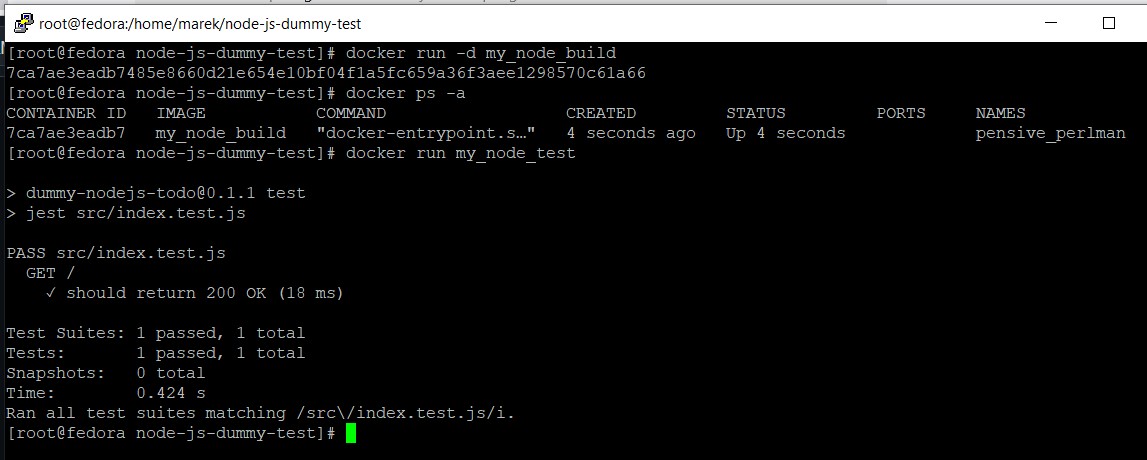 root@fedora:/home/marek/node-js-dummy-test
[root@fedora node-js-dummy-test]# docker run -d my_node_build
7ca7ae3eadb7485e8660d21e654e10bf04f1a5fc659a36f3aee1298570c61a66
[root@fedora node-js-dummy-test]# docker ps -a
CONTAINER ID   IMAGE           COMMAND                  CREATED         STATUS         PORTS     NAMES
7ca7ae3eadb7   my_node_build   "docker-entrypoint.s…"   4 seconds ago   Up 4 seconds             pensive_perlman
[root@fedora node-js-dummy-test]# docker run my_node_test
> dummy-nodejs-todo@0.1.1 test
> jest src/index.test.js
PASS src/index.test.js
  GET /
    ✓ should return 200 OK (18 ms)
Test Suites: 1 passed, 1 total
Tests:       1 passed, 1 total
Snapshots:   0 total
Time:        0.424 s
Ran all test suites matching /src\/index.test.js/i.
[root@fedora node-js-dummy-test]#